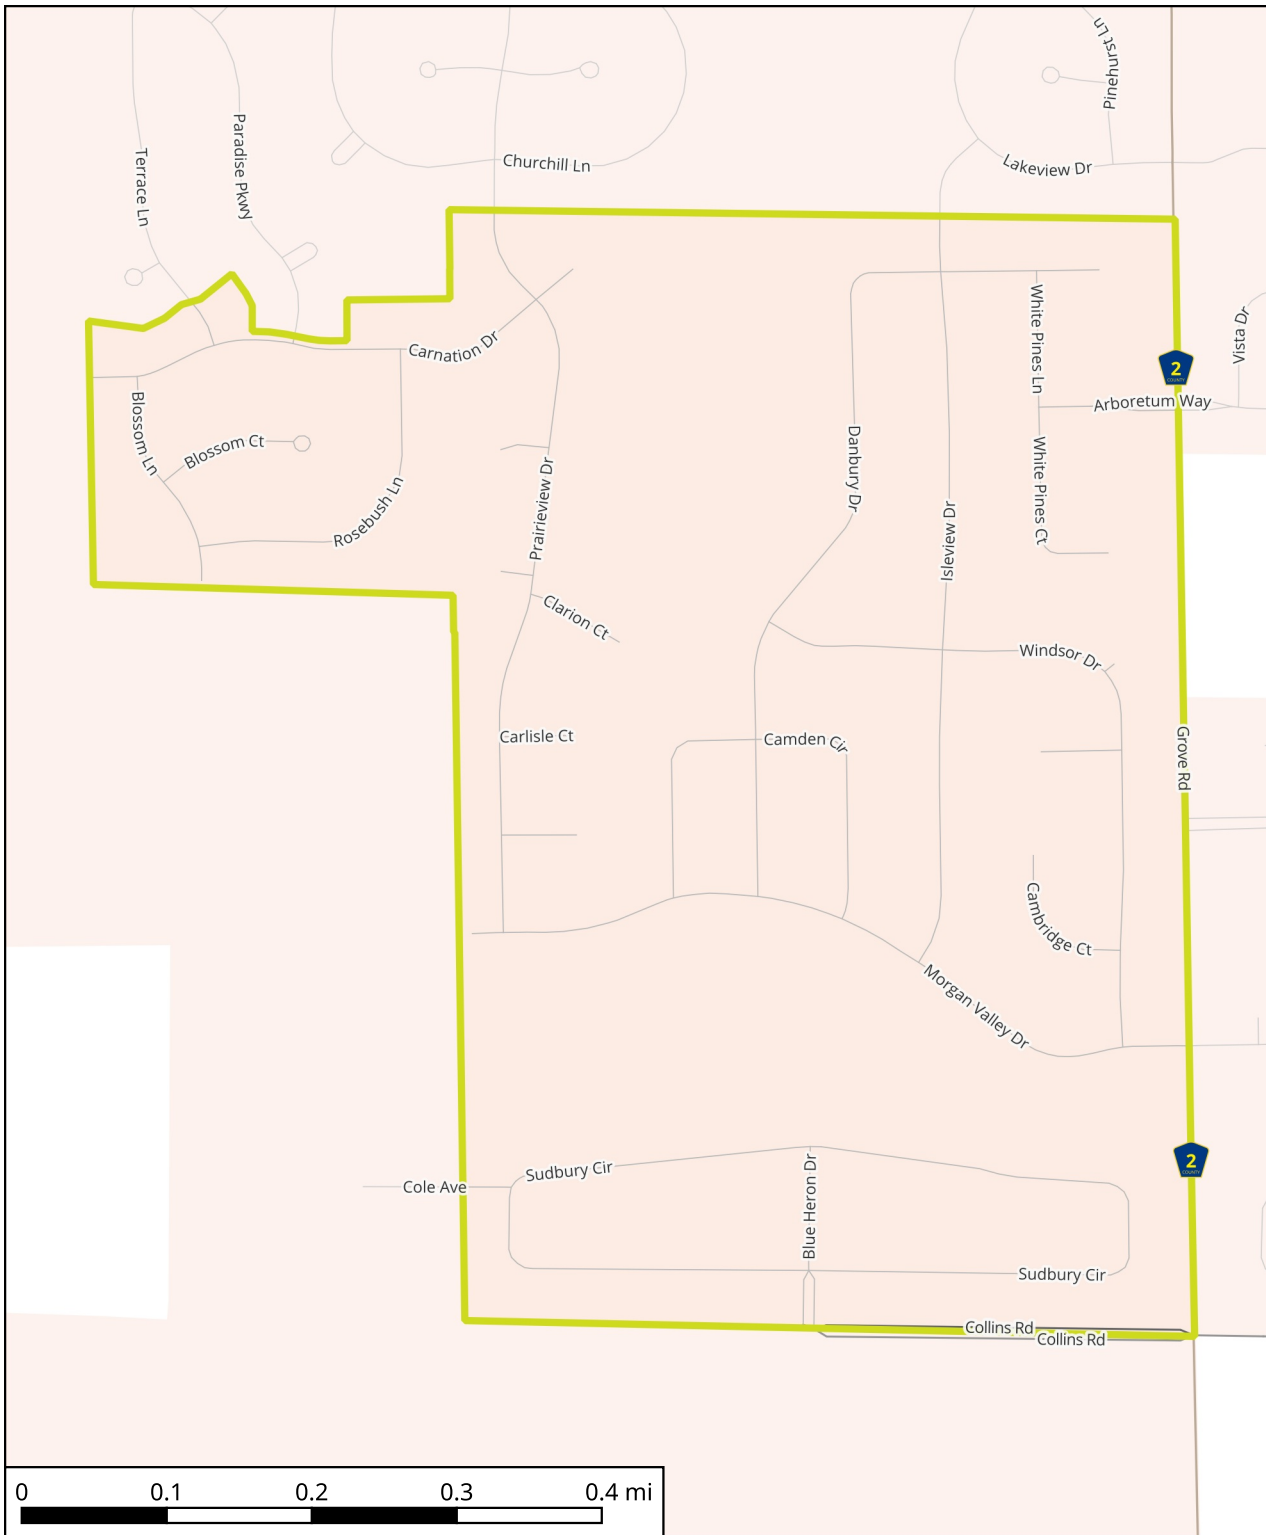 Pinehurst Ln
Terrace Ln
Paradise Pkwy
Churchill Ln
Lakeview Dr
White Pines Ln
Vista Dr
Carnation Dr
2
COUNTY
Arboretum Way
Blossom Ln
Blossom Ct
Danbury Dr
White Pines Ct
Rosebush Ln
Prairieview Dr
Isleview Dr
Clarion Ct
Windsor Dr
Carlisle Ct
Camden Cir
Grove Rd
Cambridge Ct
Morgan Valley Dr
2
COUNTY
Sudbury Cir
Cole Ave
Blue Heron Dr
Sudbury Cir
Collins Rd
Collins Rd
0 0.1 0.2 0.3 0.4 mi